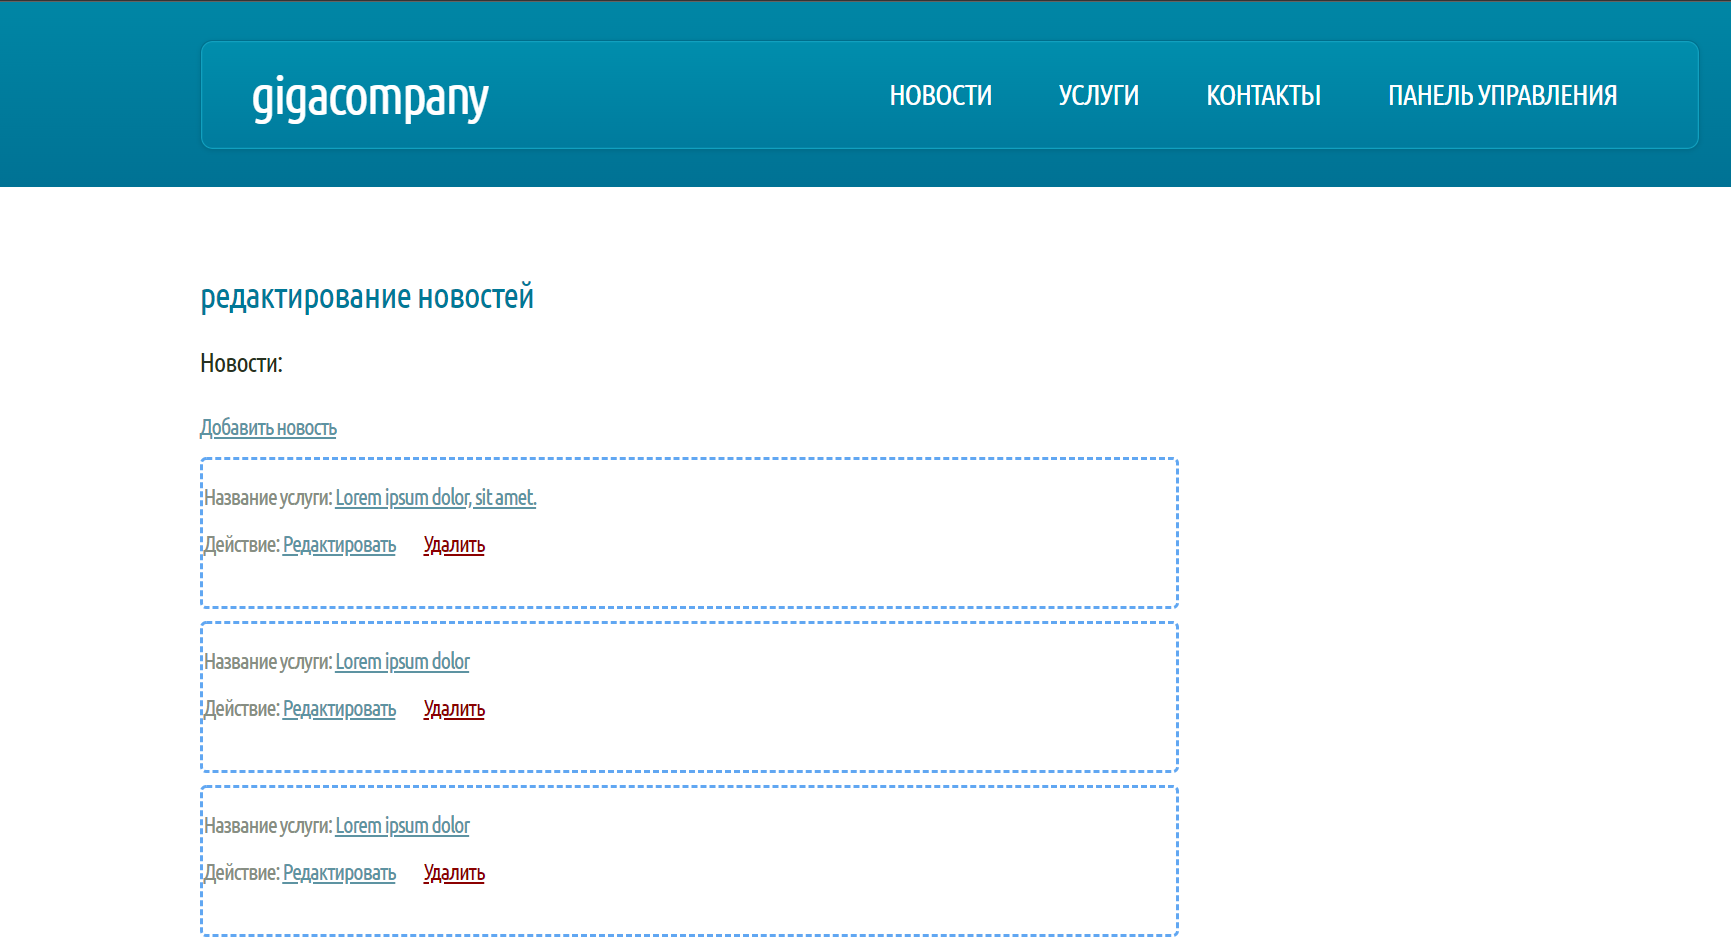 gigacompany НОВОСТИ УСЛУГИ КОНТАКТЫ ПАНЕЛЬ УПРАВЛЕНИЯ
редактирование новостей
Новости:
Добавить новость
Название услуги: Lorem ipsum dolor, sit amet.
Действие: Редактировать Удалить
Название услуги: Lorem ipsum dolor
Действие: Редактировать Удалить
Название услуги: Lorem ipsum dolor
Действие: Редактировать Удалить